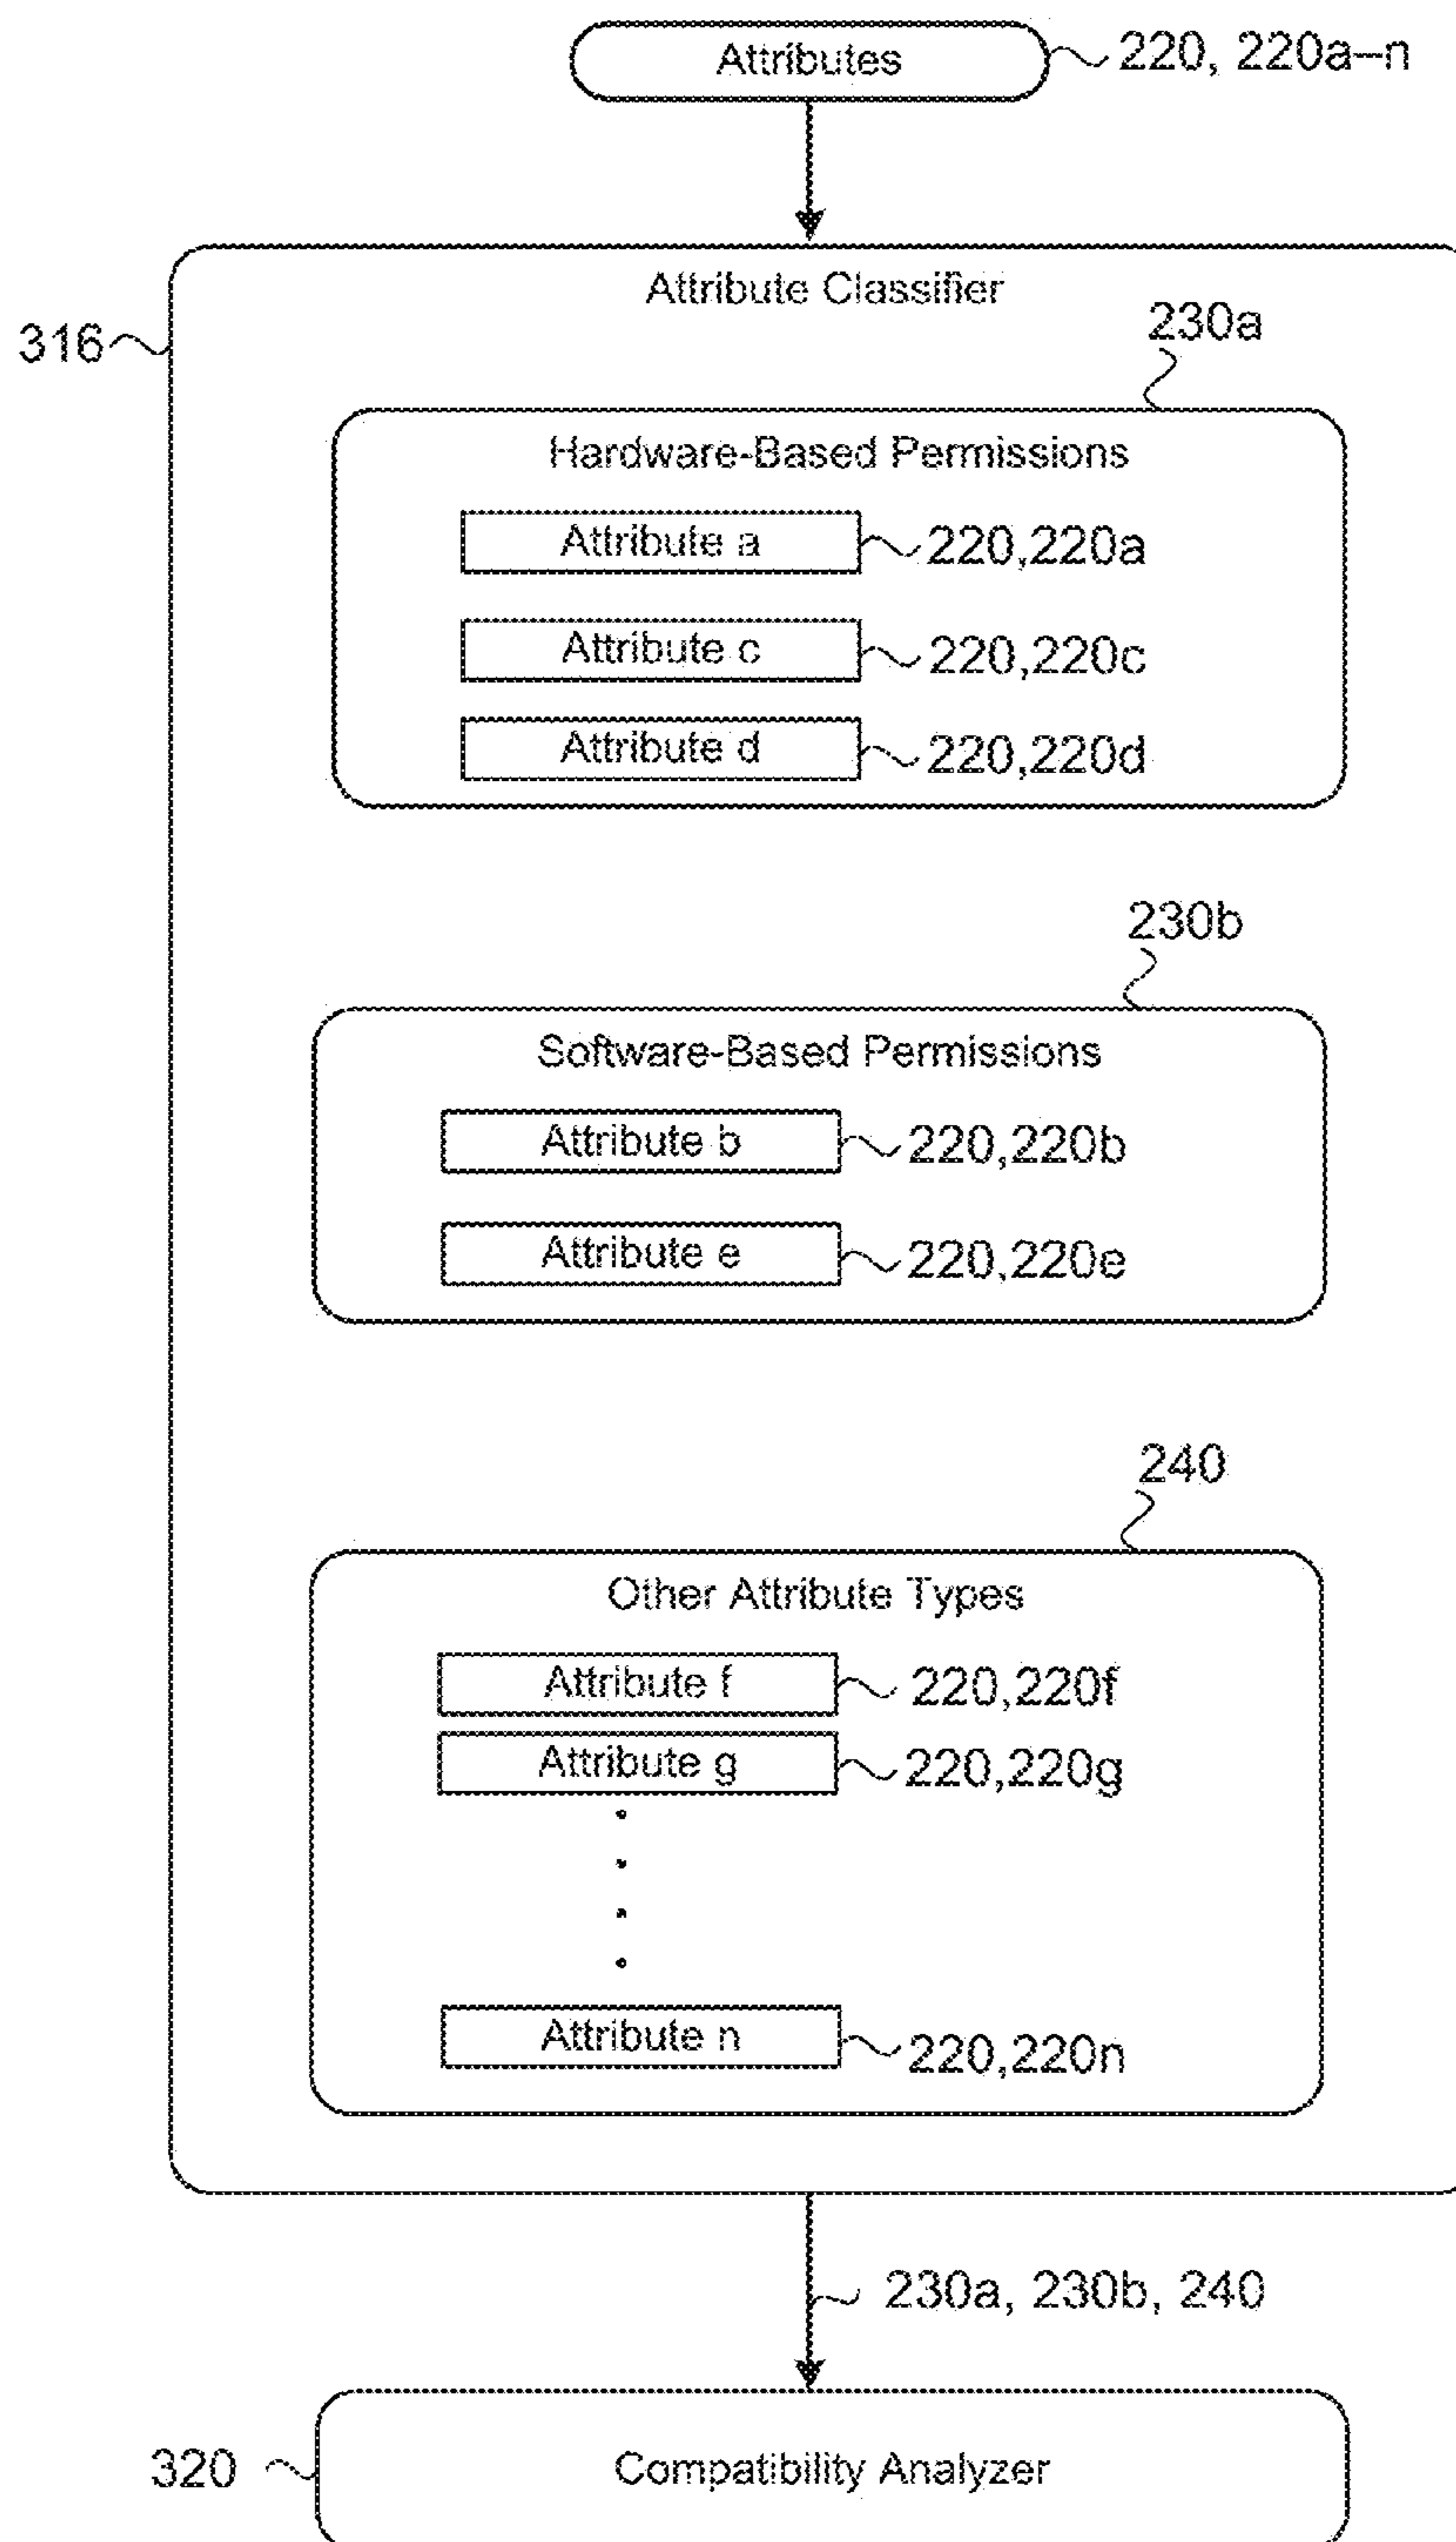 Attributes 220, 220a–n
Attribute Classifier
316
230a
Hardware-Based Permissions
Attribute a 220,220a
Attribute c 220,220c
Attribute d 220,220d
230b
Software-Based Permissions
Attribute b 220,220b
Attribute e 220,220e
240
Other Attribute Types
Attribute f 220,220f
Attribute g 220,220g
Attribute n 220,220n
230a, 230b, 240
320 Compatibility Analyzer